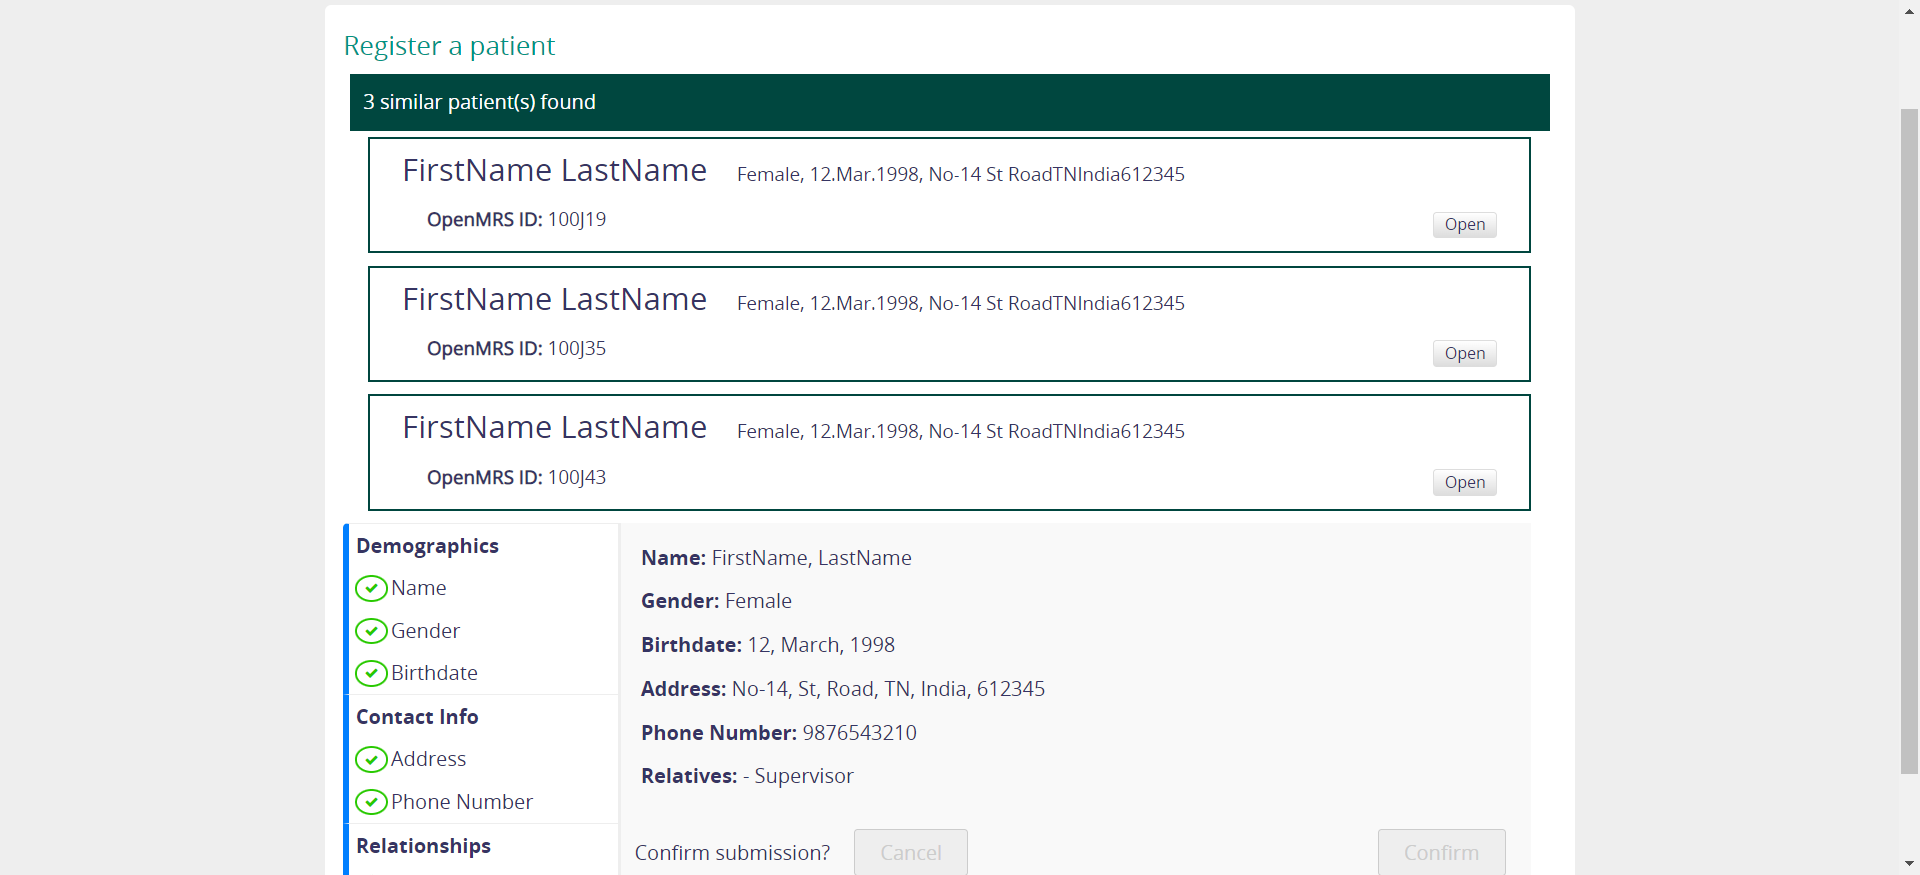 Register a patient
3 similar patient(s) found
FirstName LastName Female, 12.Mar.1998, No-14 St RoadTNIndia612345
OpenMRS ID: 100J19
Open
FirstName LastName Female, 12.Mar.1998, No-14 St RoadTNIndia612345
OpenMRS ID: 100J35
Open
FirstName LastName Female, 12.Mar.1998, No-14 St RoadTNIndia612345
OpenMRS ID: 100J43
Open
Demographics
Name
Gender
Birthdate
Contact Info
Address
Phone Number
Relationships
Name: FirstName, LastName
Gender: Female
Birthdate: 12, March, 1998
Address: No-14, St, Road, TN, India, 612345
Phone Number: 9876543210
Relatives: - Supervisor
Confirm submission? Cancel Confirm